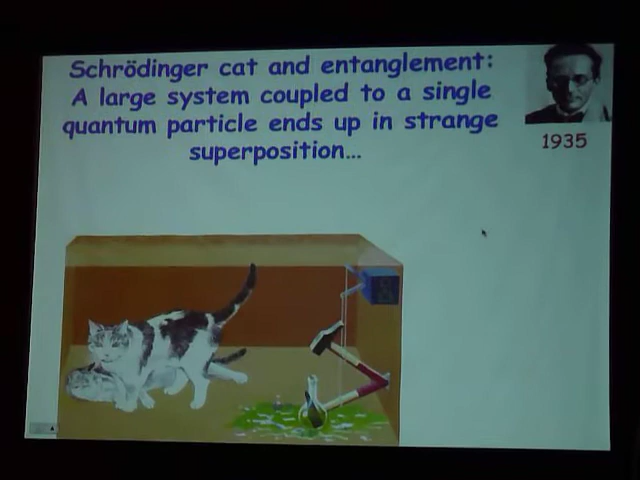 Schrödinger cat and entanglement:
A large system coupled to a single
quantum particle ends up in strange
superposition...
1935